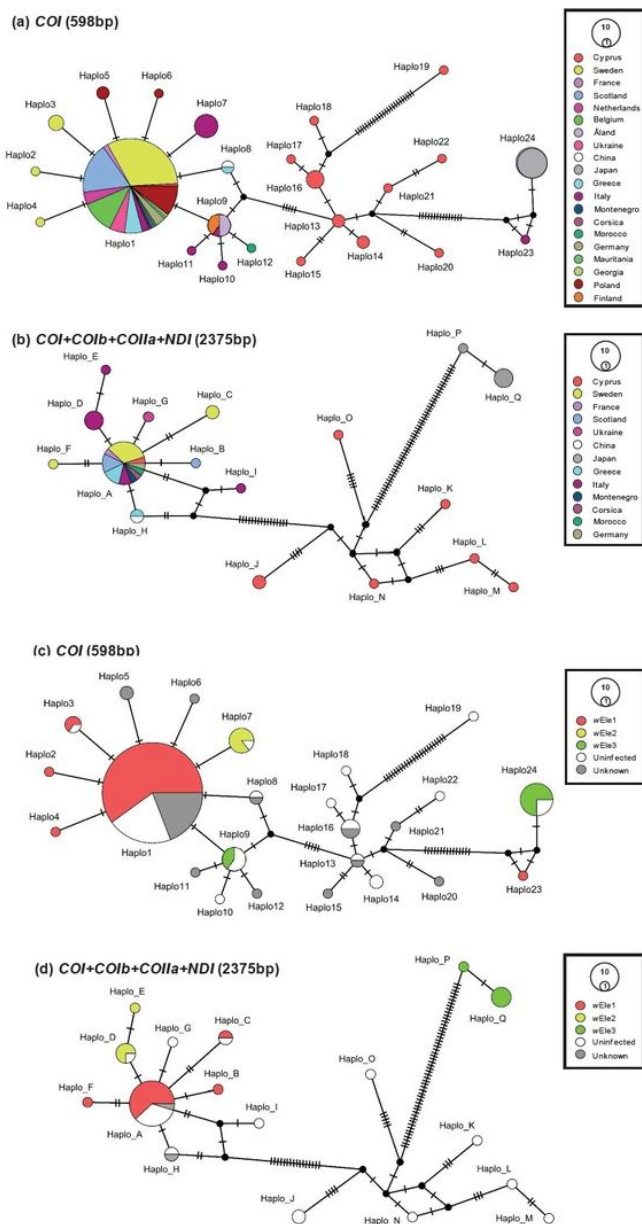 (a) COI (598bp)
Haplo19
Haplo5
Haplo6
Haplo3
Haplo7
Haplo18
Haplo2
Haplo8
Haplo17
Haplo22
Haplo24
Haplo16
Haplo4
Haplo9
Haplo21
Haplo1
Haplo13
Haplo11
Haplo12
Haplo10
Haplo15
Haplo14
Haplo20
Haplo23
10
1
Cyprus
Sweden
France
Scotland
Netherlands
Belgium
Åland
Ukraine
China
Japan
Greece
Italy
Montenegro
Corsica
Morocco
Germany
Mauritania
Georgia
Poland
Finland
(b) COI+COIb+COIIa+NDI (2375bp)
Haplo_P
Haplo_E
Haplo_G
Haplo_C
Haplo_D
Haplo_Q
Haplo_O
Haplo_F
Haplo_B
Haplo_I
Haplo_A
Haplo_K
Haplo_H
Haplo_L
Haplo_J
Haplo_N
Haplo_M
10
1
Cyprus
Sweden
France
Scotland
Ukraine
China
Japan
Greece
Italy
Montenegro
Corsica
Morocco
Germany
(c) COI (598bp)
Haplo5
Haplo6
Haplo3
Haplo7
Haplo19
Haplo18
Haplo2
Haplo17
Haplo22
Haplo24
Haplo8
Haplo4
Haplo16
Haplo21
Haplo1
Haplo9
Haplo13
Haplo11
Haplo10
Haplo12
Haplo15
Haplo14
Haplo20
Haplo23
10
1
wEle1
wEle2
wEle3
Uninfected
Unknown
(d) COI+COIb+COIIa+NDI (2375bp)
Haplo_P
Haplo_E
Haplo_G
Haplo_C
Haplo_D
Haplo_Q
Haplo_O
Haplo_B
Haplo_F
Haplo_I
Haplo_A
Haplo_K
Haplo_H
Haplo_L
Haplo_J
Haplo_N
Haplo_M
10
1
wEle1
wEle2
wEle3
Uninfected
Unknown